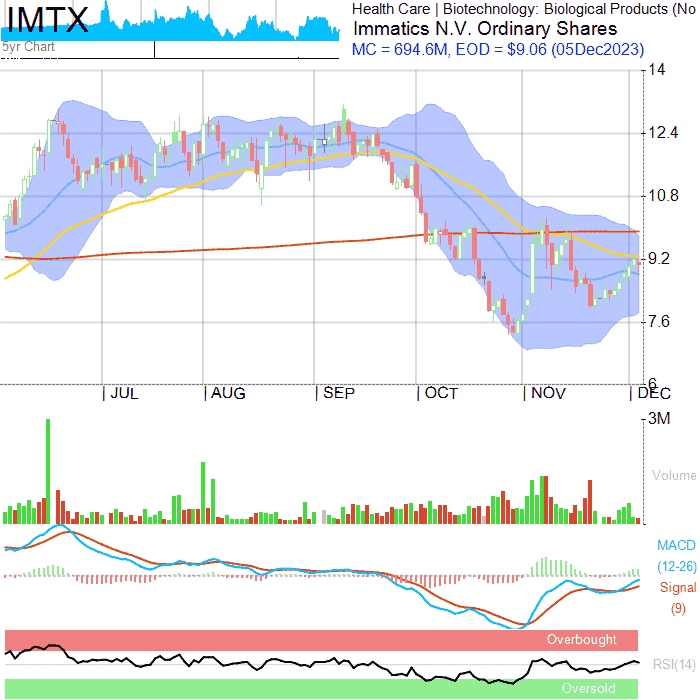 IMTX
Health Care | Biotechnology: Biological Products (No
Immatics N.V. Ordinary Shares
5yr Chart
MC = 694.6M, EOD = $9.06 (05Dec2023)
14
12.4
10.8
9.2
7.6
6
JUL
AUG
SEP
OCT
NOV
DEC
3M
Volume
MACD
(12-26)
Signal
(9)
Overbought
RSI(14)
Oversold